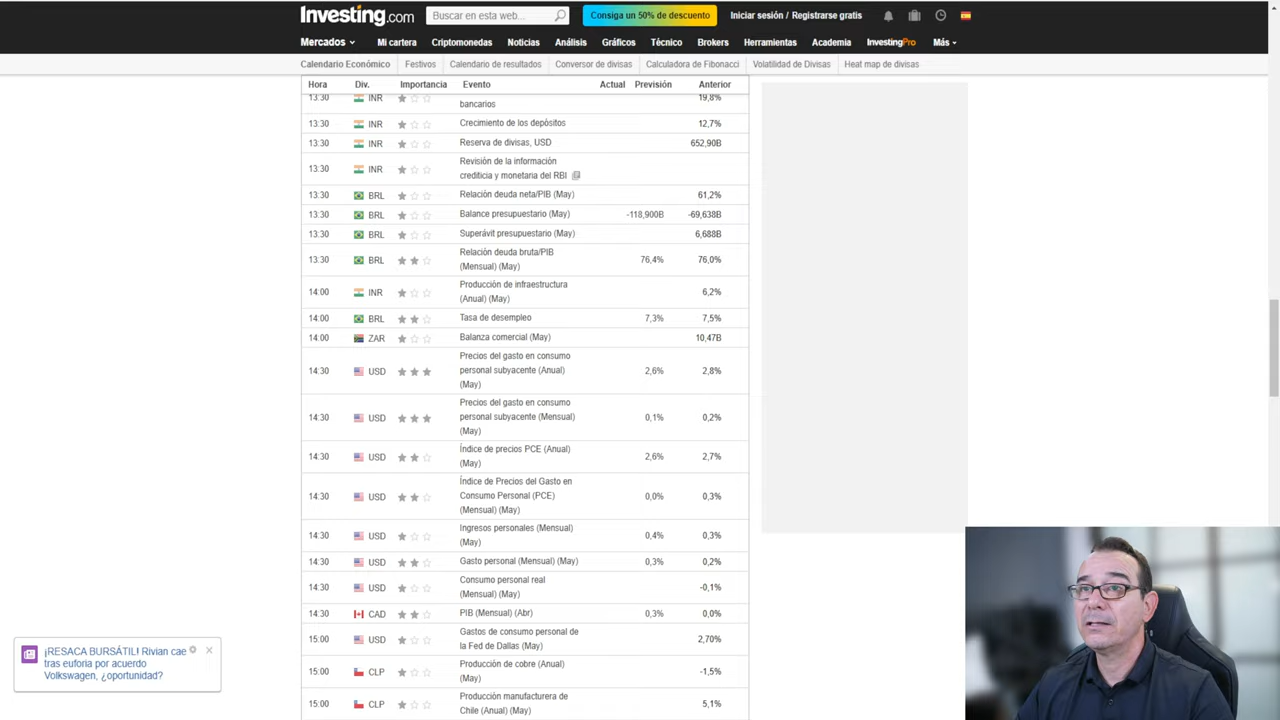 Investing.com
Buscar en esta web...
Consiga un 50% de descuento
Iniciar sesión / Registrarse gratis
Mercados
Mi cartera
Criptomonedas
Noticias
Análisis
Gráficos
Técnico
Brokers
Herramientas
Academia
InvestingPro
Más
Calendario Económico
Festivos
Calendario de resultados
Conversor de divisas
Calculadora de Fibonacci
Volatilidad de Divisas
Heat map de divisas
Hora Div. Importancia Evento Actual Previsión Anterior
13:30 INR bancarios 19,8%
13:30 INR Crecimiento de los depósitos 12,7%
13:30 INR Reserva de divisas, USD 652,90B
Revisión de la información
13:30 INR crediticia y monetaria del RBI
13:30 BRL Relación deuda neta/PIB (May) 61,2%
13:30 BRL Balance presupuestario (May) -118,900B -69,638B
13:30 BRL Superávit presupuestario (May) 6,688B
Relación deuda bruta/PIB
13:30 BRL (Mensual) (May) 76,4% 76,0%
Producción de infraestructura
14:00 INR (Anual) (May) 6,2%
14:00 BRL Tasa de desempleo 7,3% 7,5%
14:00 ZAR Balanza comercial (May) 10,47B
Precios del gasto en consumo
14:30 USD personal subyacente (Anual) 2,6% 2,8%
(May)
Precios del gasto en consumo
14:30 USD personal subyacente (Mensual) 0,1% 0,2%
(May)
Índice de precios PCE (Anual)
14:30 USD (May) 2,6% 2,7%
Índice de Precios del Gasto en
14:30 USD Consumo Personal (PCE) 0,0% 0,3%
(Mensual) (May)
Ingresos personales (Mensual)
14:30 USD (May) 0,4% 0,3%
14:30 USD Gasto personal (Mensual) (May) 0,3% 0,2%
Consumo personal real
14:30 USD (Mensual) (May) -0,1%
14:30 CAD PIB (Mensual) (Abr) 0,3% 0,0%
Gastos de consumo personal de
15:00 USD la Fed de Dallas (May) 2,70%
Producción de cobre (Anual)
15:00 CLP (May) -1,5%
Producción manufacturera de
15:00 CLP Chile (Anual) (May) 5,1%
¡RESACA BURSÁTIL! Rivian cae
tras euforia por acuerdo
Volkswagen, ¿oportunidad?